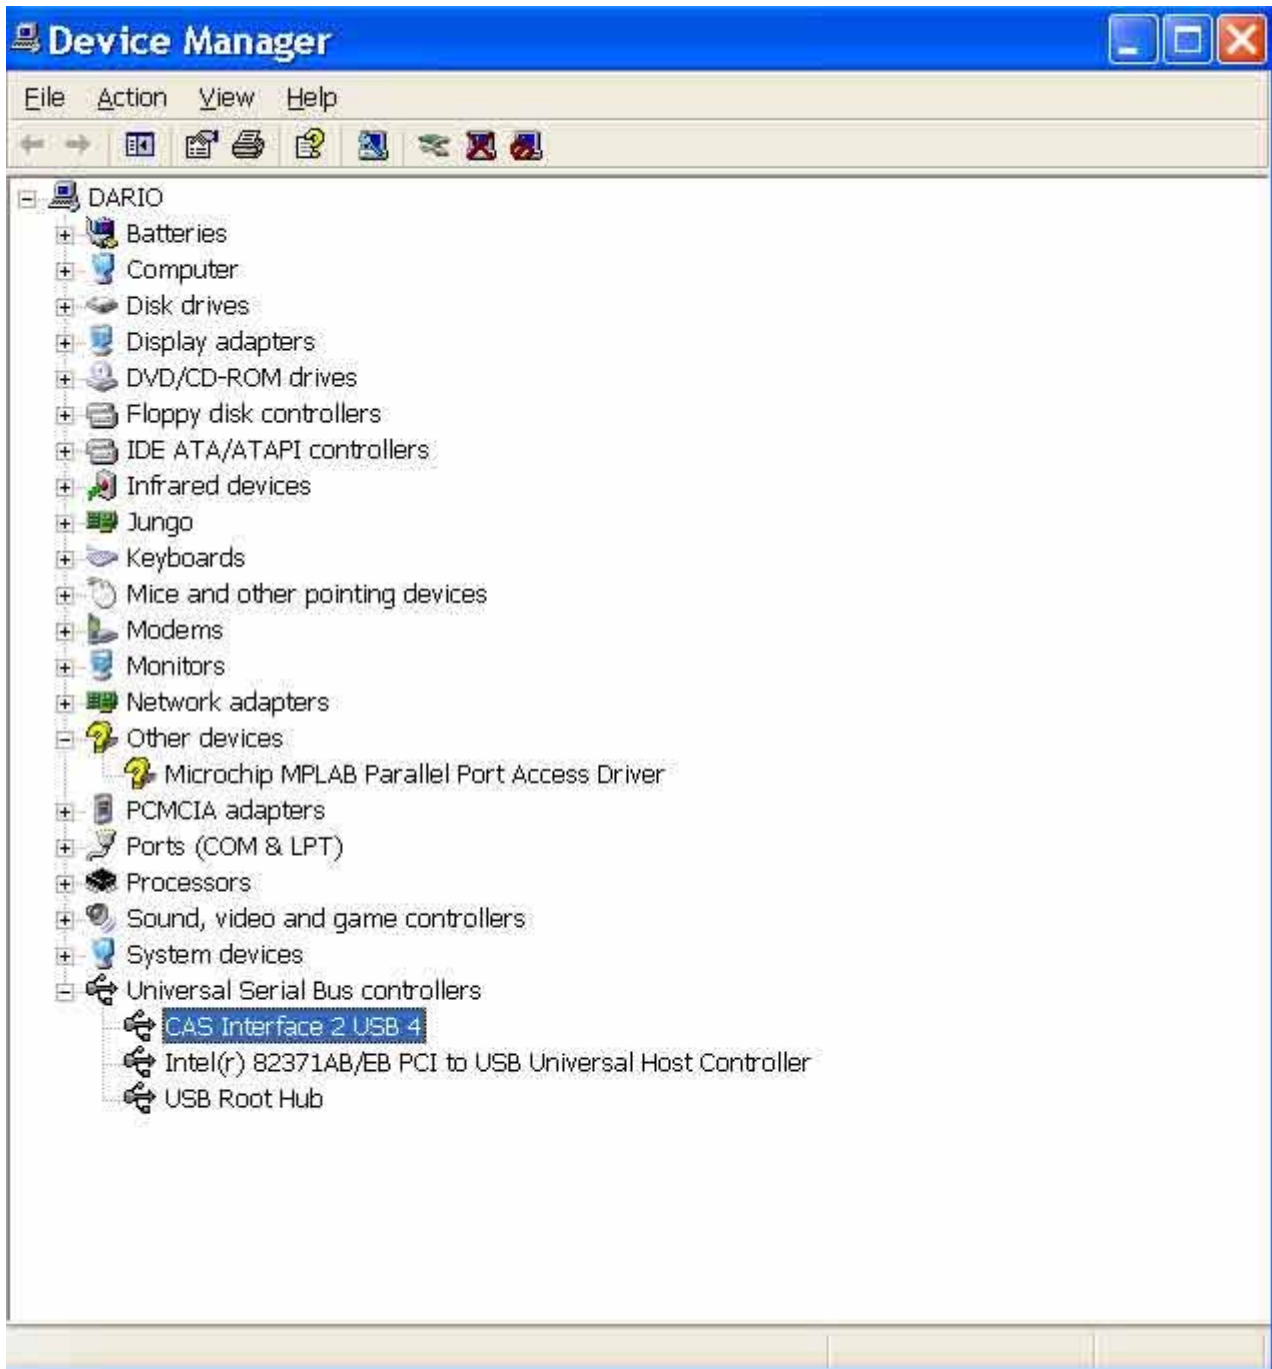 Device Manager
File Action View Help
DARIO
Batteries
Computer
Disk drives
Display adapters
DVD/CD-ROM drives
Floppy disk controllers
IDE ATA/ATAPI controllers
Infrared devices
Jungo
Keyboards
Mice and other pointing devices
Modems
Monitors
Network adapters
Other devices
Microchip MPLAB Parallel Port Access Driver
PCMCIA adapters
Ports (COM & LPT)
Processors
Sound, video and game controllers
System devices
Universal Serial Bus controllers
CAS Interface 2 USB 4
Intel(r) 82371AB/EB PCI to USB Universal Host Controller
USB Root Hub